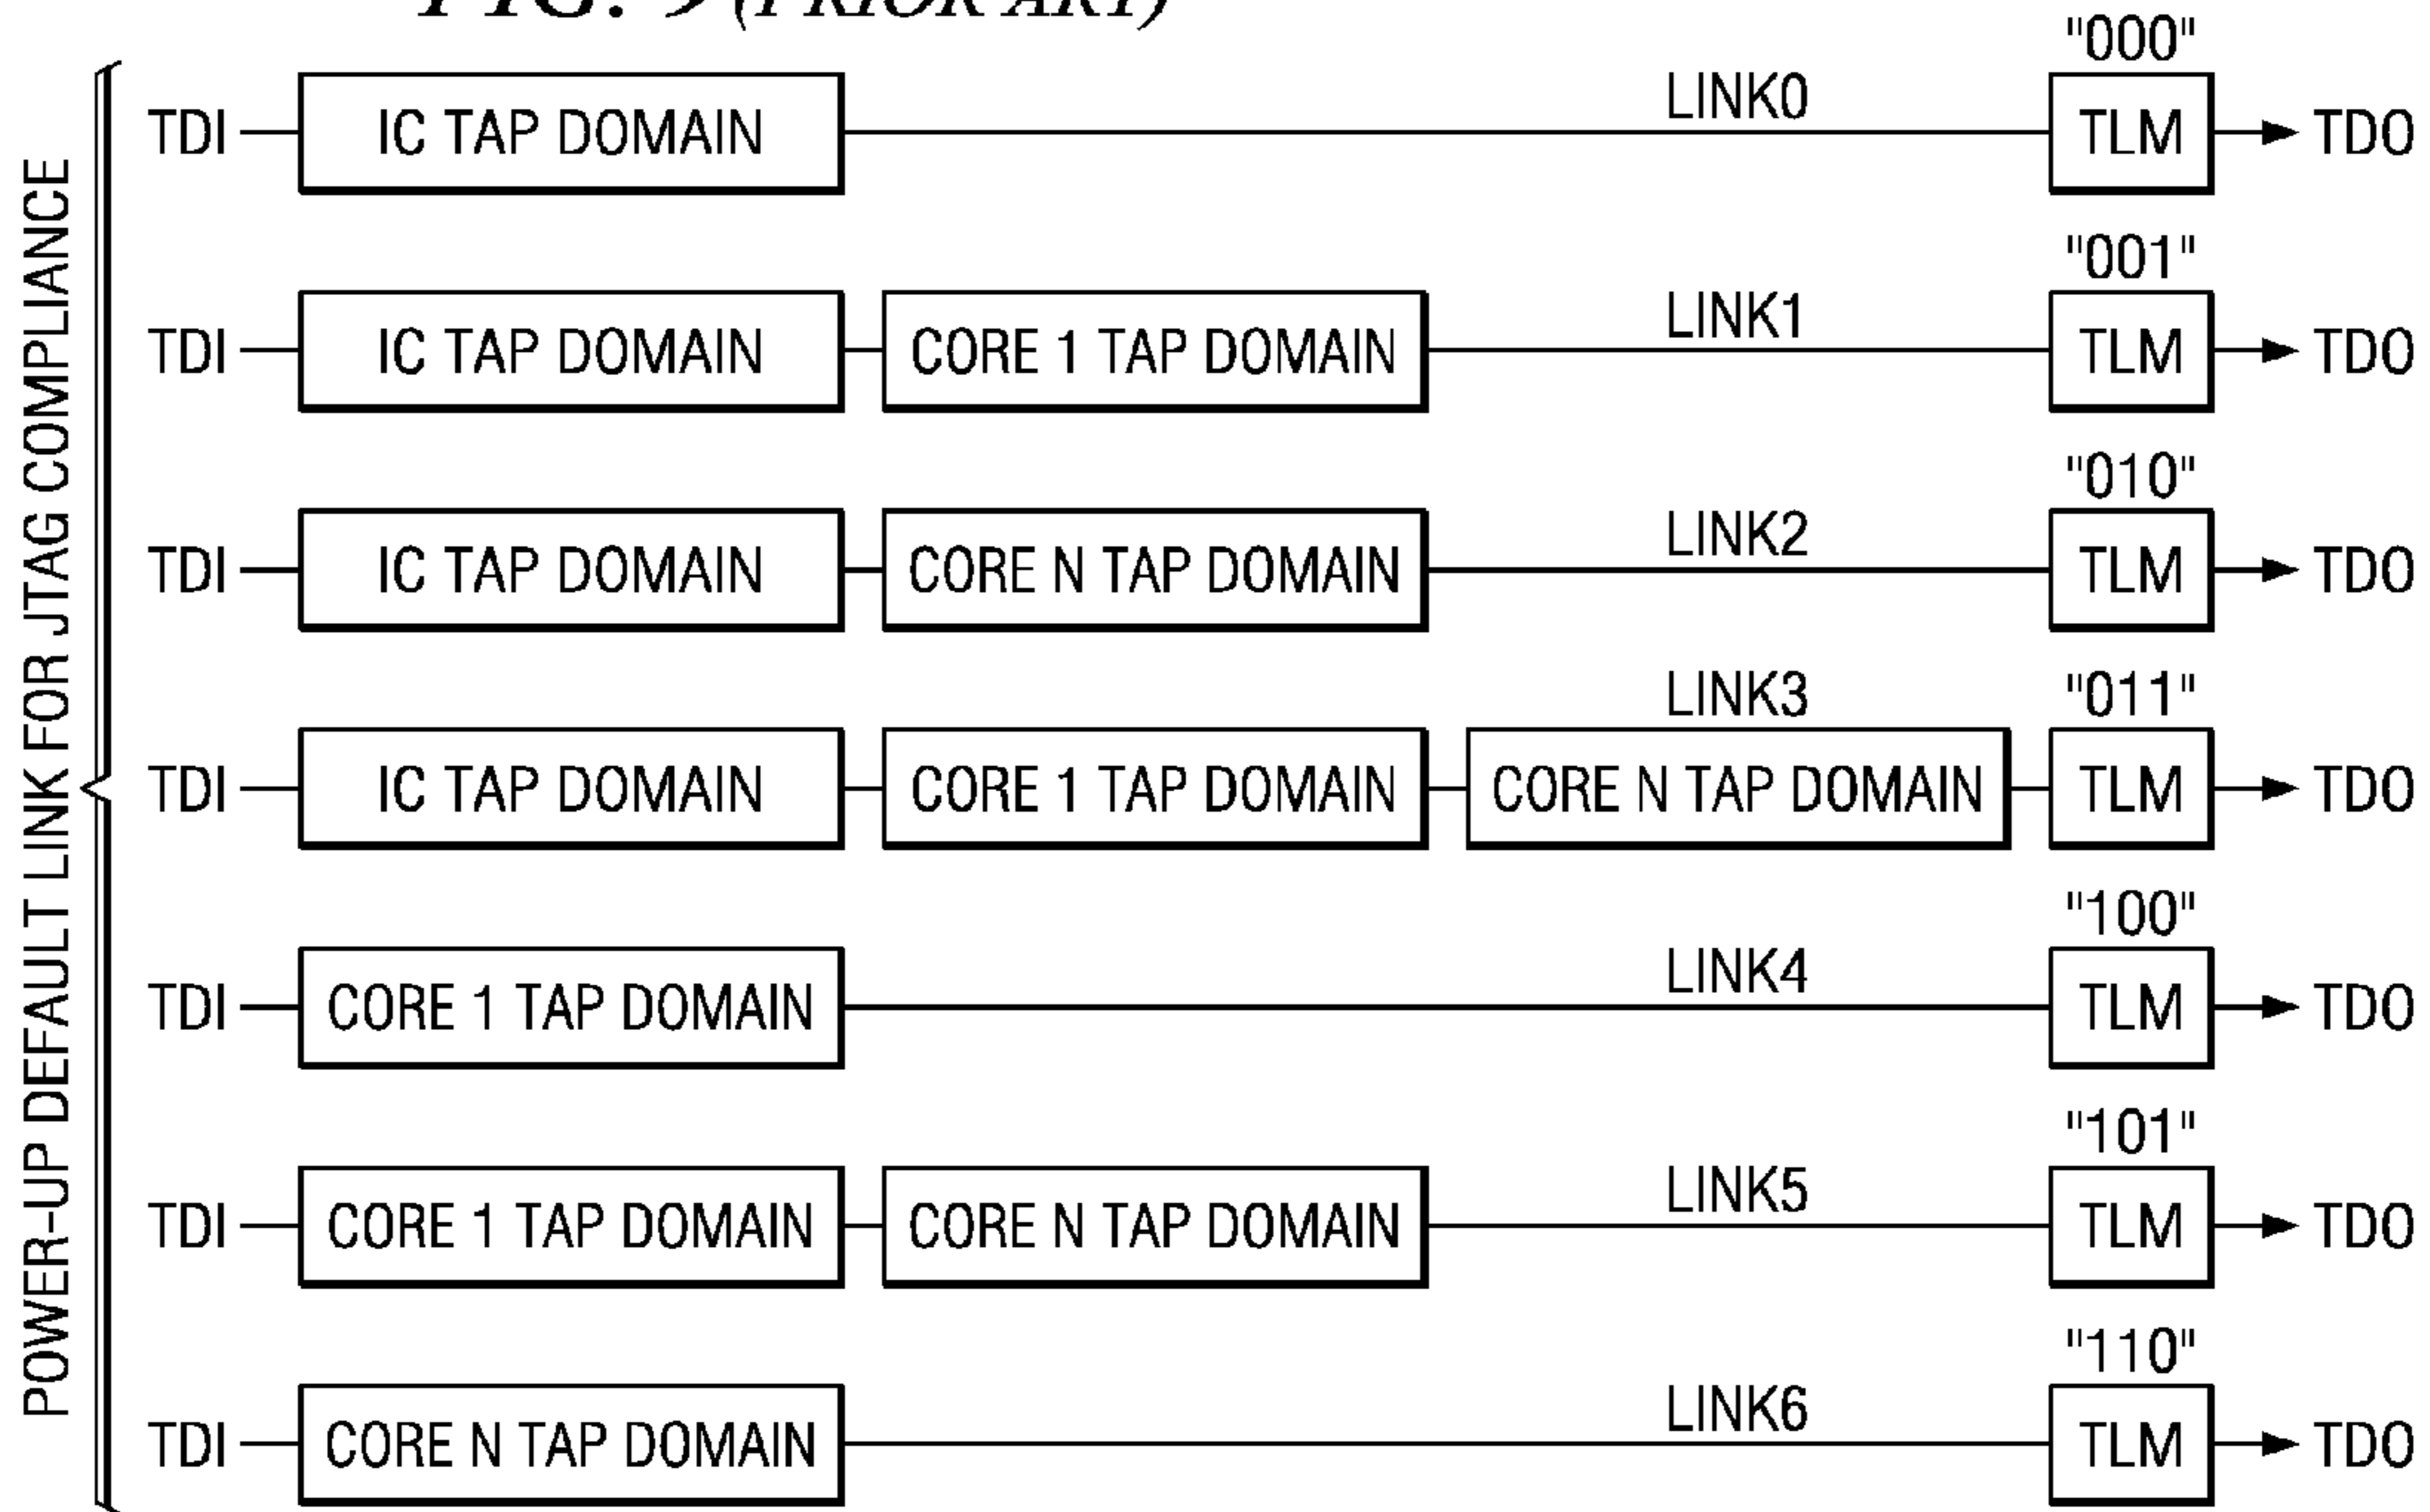 FIG. 9 (PRIOR ART)
POWER-UP DEFAULT LINK FOR JTAG COMPLIANCE
TDI IC TAP DOMAIN LINK0 "000" TLM TDO
TDI IC TAP DOMAIN CORE 1 TAP DOMAIN LINK1 "001" TLM TDO
TDI IC TAP DOMAIN CORE N TAP DOMAIN LINK2 "010" TLM TDO
TDI IC TAP DOMAIN CORE 1 TAP DOMAIN LINK3 CORE N TAP DOMAIN "011" TLM TDO
TDI CORE 1 TAP DOMAIN LINK4 "100" TLM TDO
TDI CORE 1 TAP DOMAIN CORE N TAP DOMAIN LINK5 "101" TLM TDO
TDI CORE N TAP DOMAIN LINK6 "110" TLM TDO